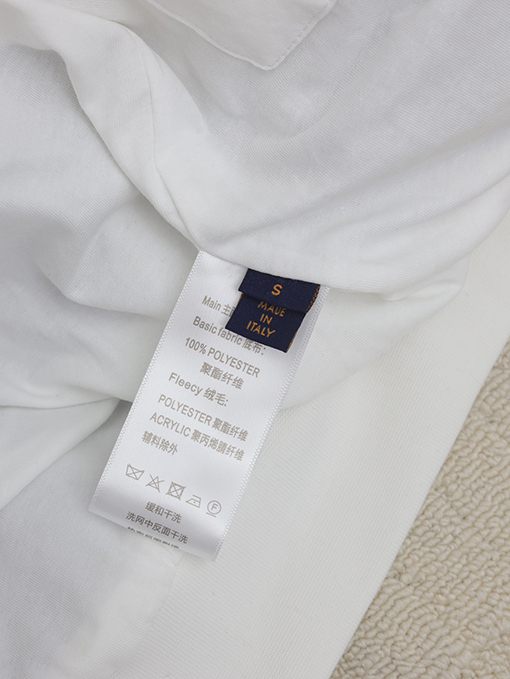 S
MADE
IN
ITALY
Main 主
Basic fabric 底布:
100% POLYESTER
聚酯纤维
Fleecy 绒毛:
POLYESTER 聚酯纤维
ACRYLIC 聚丙烯腈纤维
辅料除外
F
缓和干洗
洗网中反面干洗